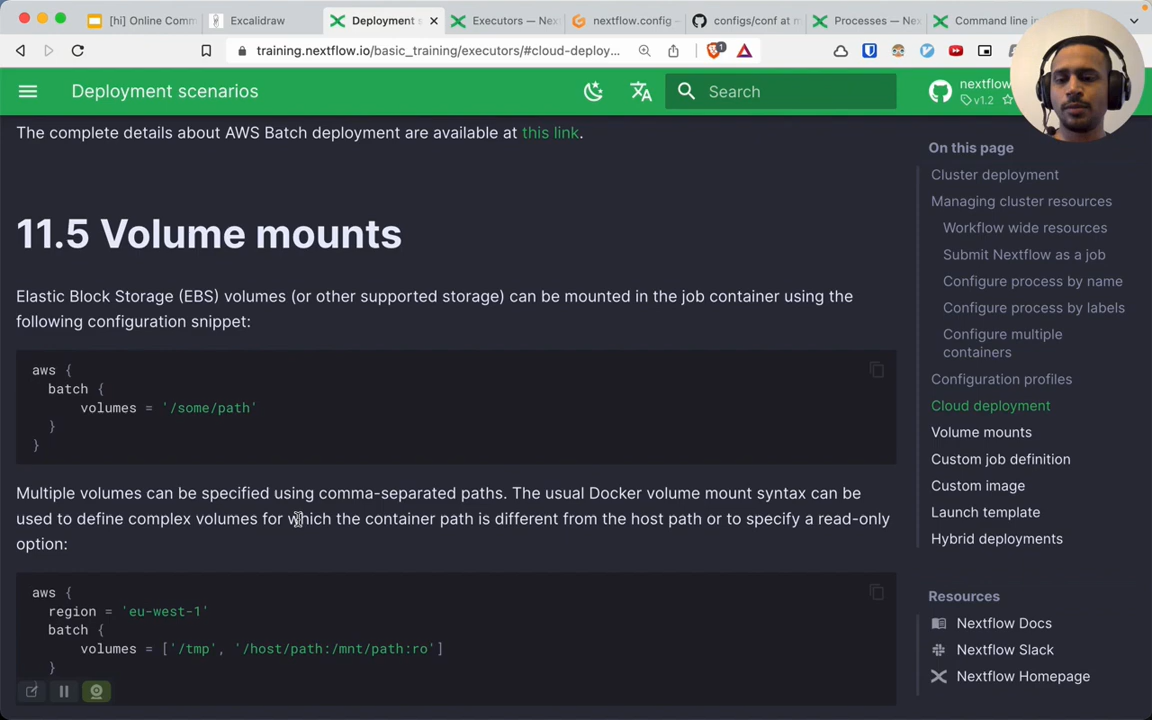 [hi] Online Comm
Excalidraw
Deployment s
Executors — Nex
nextflow.config –
configs/conf at m
Processes — Nex
Command line in
training.nextflow.io/basic_training/executors/#cloud-deploy...
1
Deployment scenarios
Search
nextflow
v1.2
The complete details about AWS Batch deployment are available at this link.
11.5 Volume mounts
Elastic Block Storage (EBS) volumes (or other supported storage) can be mounted in the job container using the
following configuration snippet:
aws {
batch {
volumes = '/some/path'
}
}
Multiple volumes can be specified using comma-separated paths. The usual Docker volume mount syntax can be
used to define complex volumes for which the container path is different from the host path or to specify a read-only
option:
aws {
region = 'eu-west-1'
batch {
volumes = ['/tmp', '/host/path:/mnt/path:ro']
}
On this page
Cluster deployment
Managing cluster resources
Workflow wide resources
Submit Nextflow as a job
Configure process by name
Configure process by labels
Configure multiple
containers
Configuration profiles
Cloud deployment
Volume mounts
Custom job definition
Custom image
Launch template
Hybrid deployments
Resources
Nextflow Docs
Nextflow Slack
Nextflow Homepage